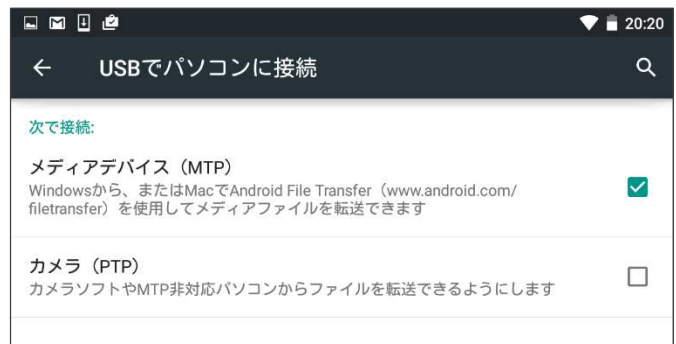 20:20
USBでパソコンに接続
次で接続:
メディアデバイス（MTP）
Windowsから、またはMacでAndroid File Transfer（www.android.com/
filetransfer）を使用してメディアファイルを転送できます
カメラ（PTP）
カメラソフトやMTP非対応パソコンからファイルを転送できるようにします